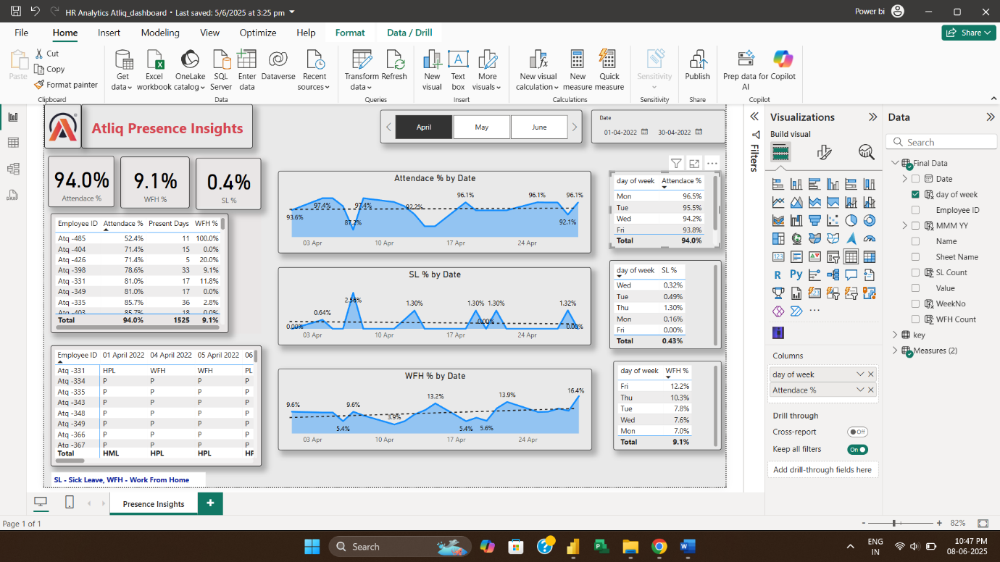 HR Analytics Atliq_dashboard • Last saved: 5/6/2025 at 3:25 pm
Power bi
File Home Insert Modeling View Optimize Help Format Data / Drill
Share
Paste
Cut
Copy
Format painter
Get data
Excel workbook
OneLake catalog
SQL Server
Enter data
Dataverse
Recent sources
Transform data
Refresh
New visual
Text box
More visuals
New visual calculation
New measure
Quick measure
Sensitivity
Publish
Prep data for AI
Copilot
Clipboard Data Queries Insert Calculations Sensitivity Share Copilot
Atliq Presence Insights
April May June
Date
01-04-2022 30-04-2022
94.0%
Attendace %
9.1%
WFH %
0.4%
SL %
Employee ID Attendace % Present Days WFH %
Atq -485 52.4% 11 100.0%
Atq -404 71.4% 15 0.0%
Atq -426 71.4% 5 20.0%
Atq -398 78.6% 33 9.1%
Atq -331 81.0% 17 11.8%
Atq -349 81.0% 17 0.0%
Atq -335 85.7% 36 2.8%
Atq -403 85.7% 18 0.0%
Total 94.0% 1525 9.1%
Employee ID 01 April 2022 04 April 2022 05 April 2022 06
Atq -331 HPL WFH WFH PL
Atq -334 P P P P
Atq -335 P P P P
Atq -343 P P P P
Atq -348 P P P P
Atq -349 P P P P
Atq -366 P P P P
Atq -367 P P P P
Total HML HPL HPL
SL - Sick Leave, WFH - Work From Home
Attendace % by Date
93.6% 97.4% 87.2% 97.4% 92.2% 96.1% 96.1% 92.1% 96.1%
03 Apr 10 Apr 17 Apr 24 Apr
SL % by Date
0.00% 0.64% 2.56% 1.30% 1.30% 0.00% 1.30% 1.32% 0.00%
03 Apr 10 Apr 17 Apr 24 Apr
WFH % by Date
9.6% 5.4% 9.6% 3.9% 13.2% 5.4% 5.6% 13.9% 16.4%
03 Apr 10 Apr 17 Apr 24 Apr
day of week Attendace %
Mon 96.5%
Tue 95.5%
Wed 94.2%
Fri 93.8%
Total 94.0%
day of week SL %
Wed 0.32%
Tue 0.49%
Thu 1.30%
Mon 0.16%
Fri 0.00%
Total 0.43%
day of week WFH %
Fri 12.2%
Thu 10.3%
Tue 7.8%
Wed 7.6%
Mon 7.0%
Total 9.1%
Filters
Visualizations
Build visual
R Py
123
Columns
day of week
Attendace %
Drill through
Cross-report Off
Keep all filters On
Add drill-through fields here
Data
Search
Final Data
Date
day of week
Employee ID
MMM YY
Name
Sheet Name
SL Count
Value
WeekNo
WFH Count
key
Measures (2)
Presence Insights
Page 1 of 1
82%
Search
ENG
IN
10:47 PM
08-06-2025